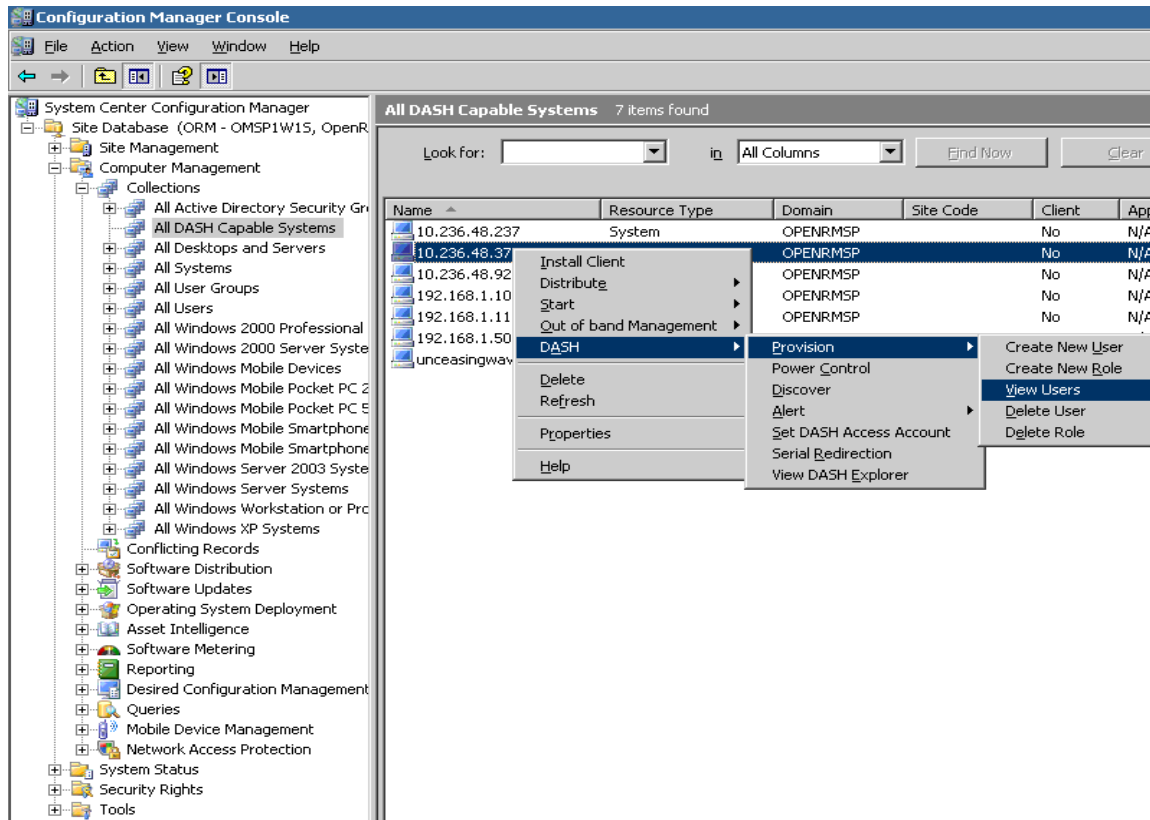 Configuration Manager Console
File Action View Window Help
System Center Configuration Manager
Site Database (ORM - OMSP1W1S, OpenR
Site Management
Computer Management
Collections
All Active Directory Security Gr
All DASH Capable Systems
All Desktops and Servers
All Systems
All User Groups
All Users
All Windows 2000 Professional
All Windows 2000 Server Syste
All Windows Mobile Devices
All Windows Mobile Pocket PC 2
All Windows Mobile Pocket PC 5
All Windows Mobile Smartphone
All Windows Mobile Smartphone
All Windows Server 2003 Syste
All Windows Server Systems
All Windows Workstation or Pro
All Windows XP Systems
Conflicting Records
Software Distribution
Software Updates
Operating System Deployment
Asset Intelligence
Software Metering
Reporting
Desired Configuration Management
Queries
Mobile Device Management
Network Access Protection
System Status
Security Rights
Tools
All DASH Capable Systems 7 items found
Look for: in All Columns Find Now Clear
Name Resource Type Domain Site Code Client App
10.236.48.237 System OPENRMSP No N/A
10.236.48.37 OPENRMSP No N/A
10.236.48.92 OPENRMSP No N/A
192.168.1.10 OPENRMSP No N/A
192.168.1.11 OPENRMSP No N/A
192.168.1.50
unceasingwav
Install Client
Distribute
Start
Out of band Management
DASH
Delete
Refresh
Properties
Help
Provision
Power Control
Discover
Alert
Set DASH Access Account
Serial Redirection
View DASH Explorer
Create New User
Create New Role
View Users
Delete User
Delete Role